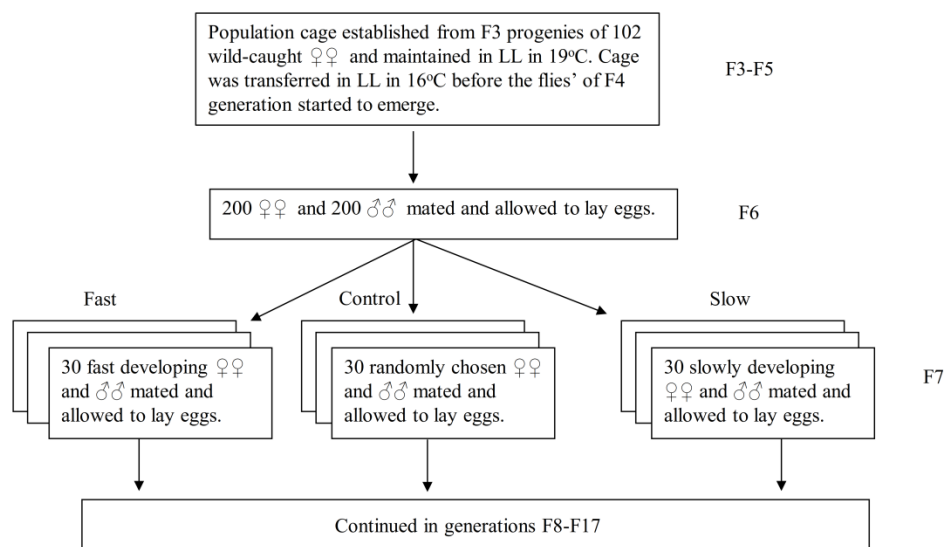 Population cage established from F3 progenies of 102
wild-caught ♀♀ and maintained in LL in 19°C. Cage
was transferred in LL in 16°C before the flies’ of F4
generation started to emerge.
F3-F5
200 ♀♀ and 200 ♂♂ mated and allowed to lay eggs.
F6
Fast
Control
Slow
30 fast developing ♀♀
and ♂♂ mated and
allowed to lay eggs.
30 randomly chosen ♀♀
and ♂♂ mated and
allowed to lay eggs.
30 slowly developing
♀♀ and ♂♂ mated and
allowed to lay eggs.
F7
Continued in generations F8-F17